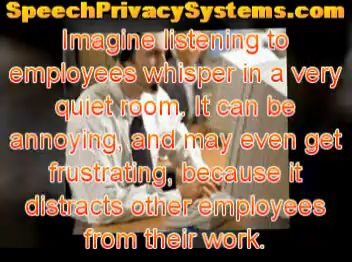 SpeechPrivacySystems.com
Imagine listening to
employees whisper in a very
quiet room. It can be
annoying, and may even get
frustrating, because it
distracts other employees
from their work.